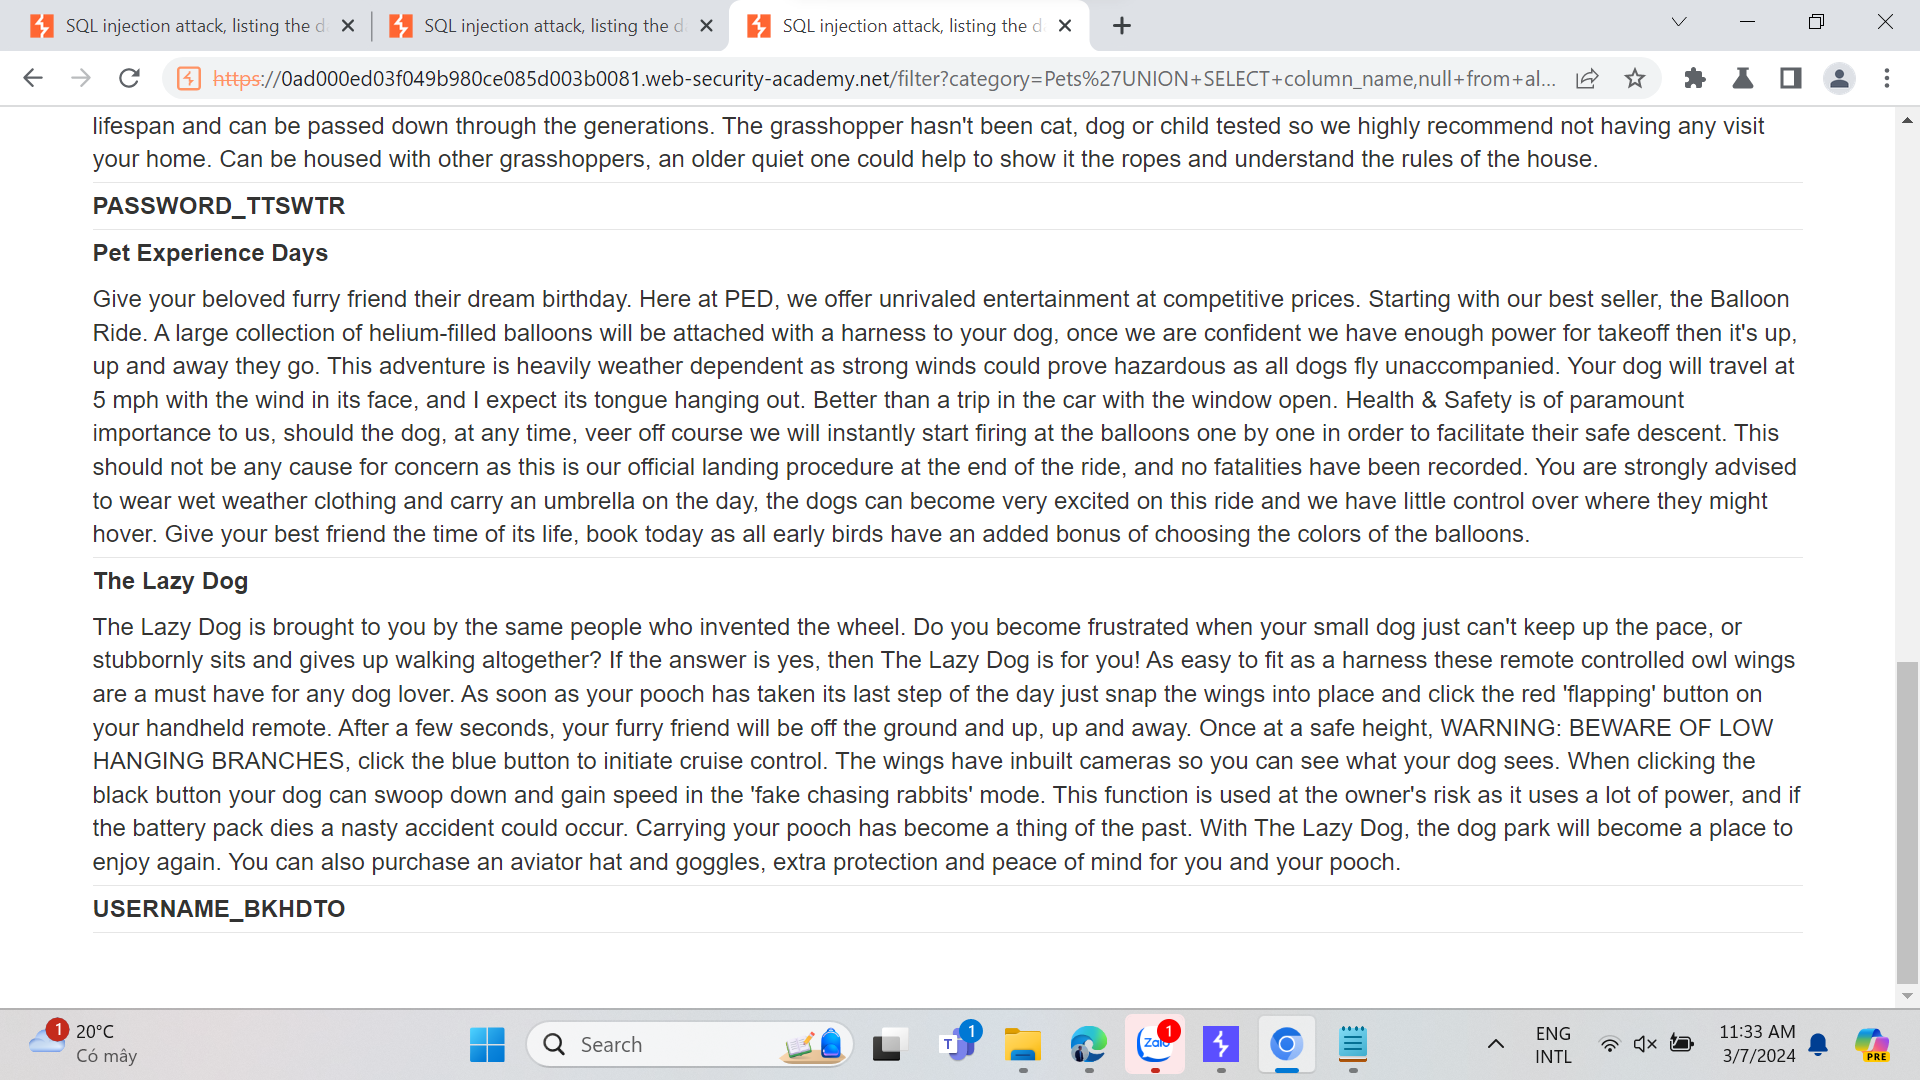 SQL injection attack, listing the d
SQL injection attack, listing the d
SQL injection attack, listing the d
https://0ad000ed03f049b980ce085d003b0081.web-security-academy.net/filter?category=Pets%27UNION+SELECT+column_name,null+from+al...
lifespan and can be passed down through the generations. The grasshopper hasn't been cat, dog or child tested so we highly recommend not having any visit
your home. Can be housed with other grasshoppers, an older quiet one could help to show it the ropes and understand the rules of the house.
PASSWORD_TTSWTR
Pet Experience Days
Give your beloved furry friend their dream birthday. Here at PED, we offer unrivaled entertainment at competitive prices. Starting with our best seller, the Balloon
Ride. A large collection of helium-filled balloons will be attached with a harness to your dog, once we are confident we have enough power for takeoff then it's up,
up and away they go. This adventure is heavily weather dependent as strong winds could prove hazardous as all dogs fly unaccompanied. Your dog will travel at
5 mph with the wind in its face, and I expect its tongue hanging out. Better than a trip in the car with the window open. Health & Safety is of paramount
importance to us, should the dog, at any time, veer off course we will instantly start firing at the balloons one by one in order to facilitate their safe descent. This
should not be any cause for concern as this is our official landing procedure at the end of the ride, and no fatalities have been recorded. You are strongly advised
to wear wet weather clothing and carry an umbrella on the day, the dogs can become very excited on this ride and we have little control over where they might
hover. Give your best friend the time of its life, book today as all early birds have an added bonus of choosing the colors of the balloons.
The Lazy Dog
The Lazy Dog is brought to you by the same people who invented the wheel. Do you become frustrated when your small dog just can't keep up the pace, or
stubbornly sits and gives up walking altogether? If the answer is yes, then The Lazy Dog is for you! As easy to fit as a harness these remote controlled owl wings
are a must have for any dog lover. As soon as your pooch has taken its last step of the day just snap the wings into place and click the red 'flapping' button on
your handheld remote. After a few seconds, your furry friend will be off the ground and up, up and away. Once at a safe height, WARNING: BEWARE OF LOW
HANGING BRANCHES, click the blue button to initiate cruise control. The wings have inbuilt cameras so you can see what your dog sees. When clicking the
black button your dog can swoop down and gain speed in the 'fake chasing rabbits' mode. This function is used at the owner's risk as it uses a lot of power, and if
the battery pack dies a nasty accident could occur. Carrying your pooch has become a thing of the past. With The Lazy Dog, the dog park will become a place to
enjoy again. You can also purchase an aviator hat and goggles, extra protection and peace of mind for you and your pooch.
USERNAME_BKHDTO
1
20°C
Có mây
Search
T
1
Zalo
1
ENG
INTL
11:33 AM
3/7/2024
PRE